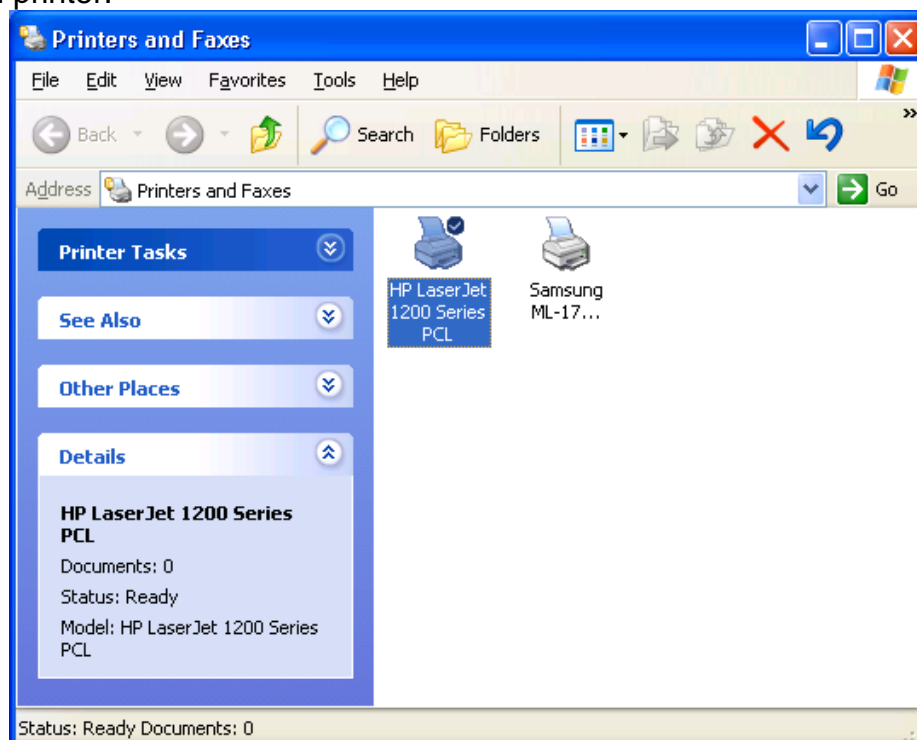 printer.
Printers and Faxes
File Edit View Favorites Tools Help
Back Search Folders »
Address Printers and Faxes Go
Printer Tasks
HP LaserJet
1200 Series
PCL
Samsung
ML-17...
See Also
Other Places
Details
HP LaserJet 1200 Series
PCL
Documents: 0
Status: Ready
Model: HP LaserJet 1200 Series
PCL
Status: Ready Documents: 0